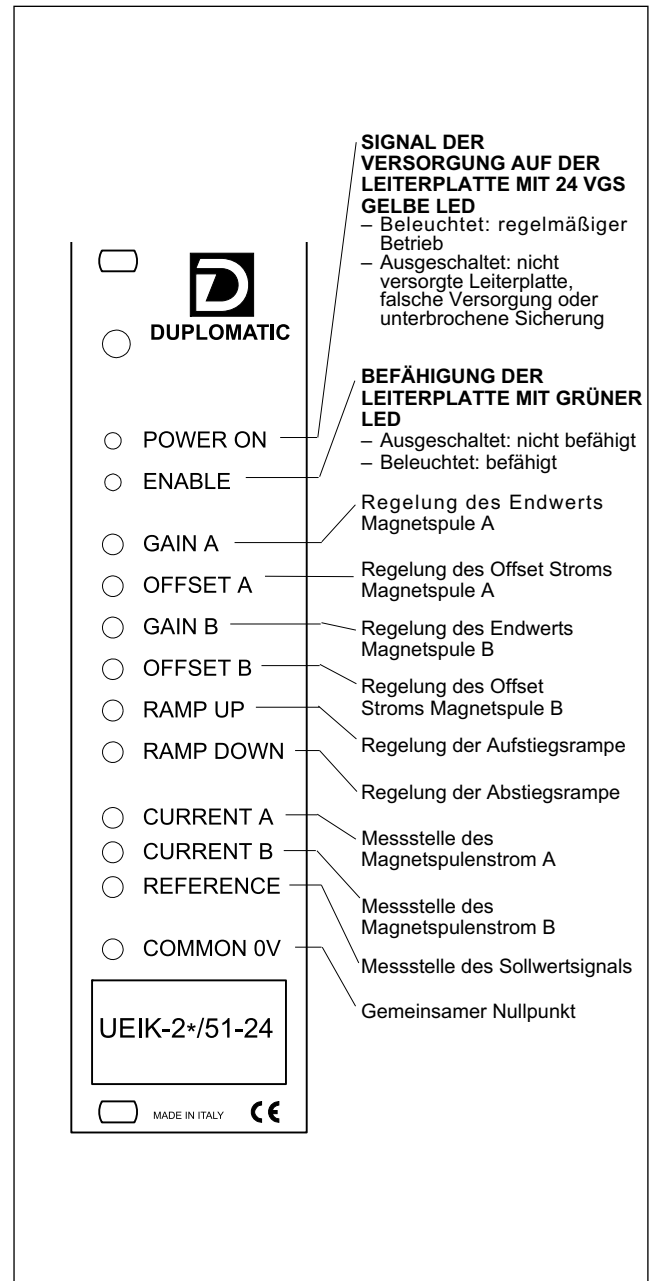 SIGNAL DER
VERSORGUNG AUF DER
LEITERPLATTE MIT 24 VGS
GELBE LED
– Beleuchtet: regelmäßiger
Betrieb
– Ausgeschaltet: nicht
versorgte Leiterplatte,
falsche Versorgung oder
unterbrochene Sicherung
D
DUPLOMATIC
BEFÄHIGUNG DER
LEITERPLATTE MIT GRÜNER
LED
– Ausgeschaltet: nicht befähigt
– Beleuchtet: befähigt
POWER ON
ENABLE
GAIN A
Regelung des Endwerts
Magnetspule A
OFFSET A
Regelung des Offset Stroms
Magnetspule A
GAIN B
Regelung des Endwerts
Magnetspule B
OFFSET B
Regelung des Offset
Stroms Magnetspule B
RAMP UP
Regelung der Aufstiegsrampe
RAMP DOWN
Regelung der Abstiegsrampe
CURRENT A
Messstelle des
Magnetspulenstrom A
CURRENT B
Messstelle des
Magnetspulenstrom B
REFERENCE
Messstelle des Sollwertsignals
COMMON 0V
Gemeinsamer Nullpunkt
UEIK-2*/51-24
MADE IN ITALY CE